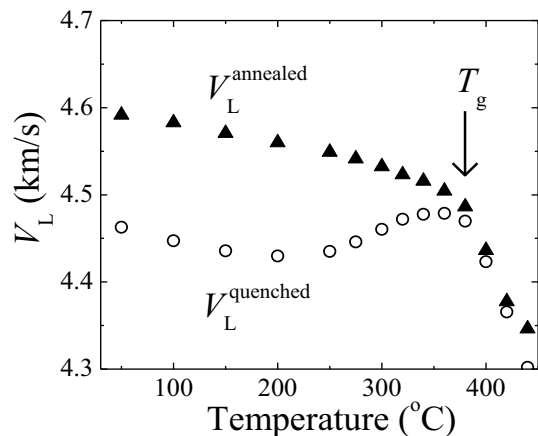 4.7
4.6
4.5
4.4
4.3
V_L (km/s)
V_L^annealed
T_g
V_L^quenched
100 200 300 400
Temperature (°C)